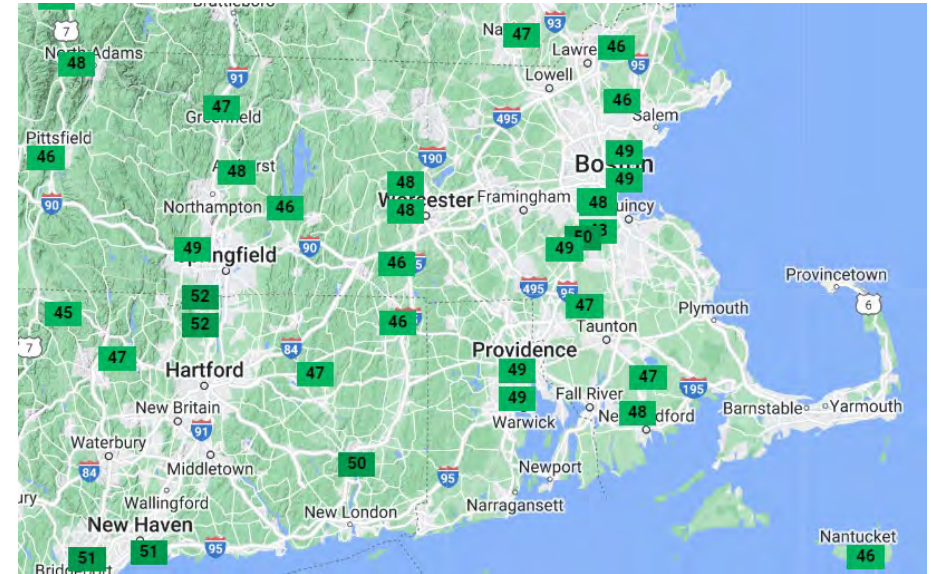 Brattleboro
7
93
47
46
North Adams
48
Lowell
95
91
47
495
46
Salem
Pittsfield
46
190
49
Boston
48
48
49
Northampton
46
48
Worcester
Framingham
48
90
Quincy
49
90
50
49
Springfield
46
Provincetown
52
495
95
6
45
52
46
47
Plymouth
Taunton
7
47
84
Providence
Hartford
47
49
47
195
49
Fall River
New Britain
48
Barnstable
Yarmouth
91
Warwick
Waterbury
84
Middletown
50
95
Newport
Wallingford
New London
Narragansett
New Haven
51
51
95
Nantucket
46